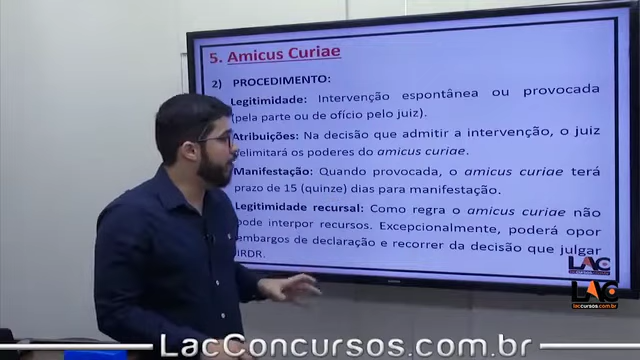 5. Amicus Curiae
2) PROCEDIMENTO:
Legitimidade: Intervenção espontânea ou provocada
(pela parte ou de ofício pelo juiz).
Atribuições: Na decisão que admitir a intervenção, o juiz
delimitará os poderes do amicus curiae.
Manifestação: Quando provocada, o amicus curiae terá
prazo de 15 (quinze) dias para manifestação.
Legitimidade recursal: Como regra o amicus curiae não
pode interpor recursos. Excepcionalmente, poderá opor
embargos de declaração e recorrer da decisão que julgar
IRDR.
LAC
LAC
laccursos.com.br
LacConcursos.com.br